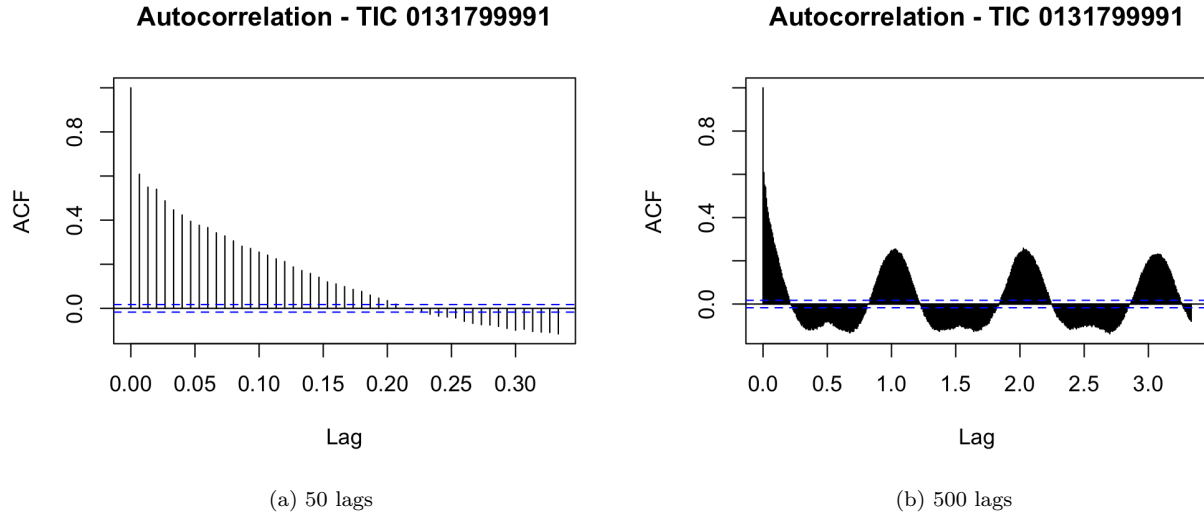 Autocorrelation - TIC 0131799991
ACF
0.8
0.4
0.0
0.00 0.05 0.10 0.15 0.20 0.25 0.30
Lag
(a) 50 lags
Autocorrelation - TIC 0131799991
ACF
0.8
0.4
0.0
0.0 0.5 1.0 1.5 2.0 2.5 3.0
Lag
(b) 500 lags